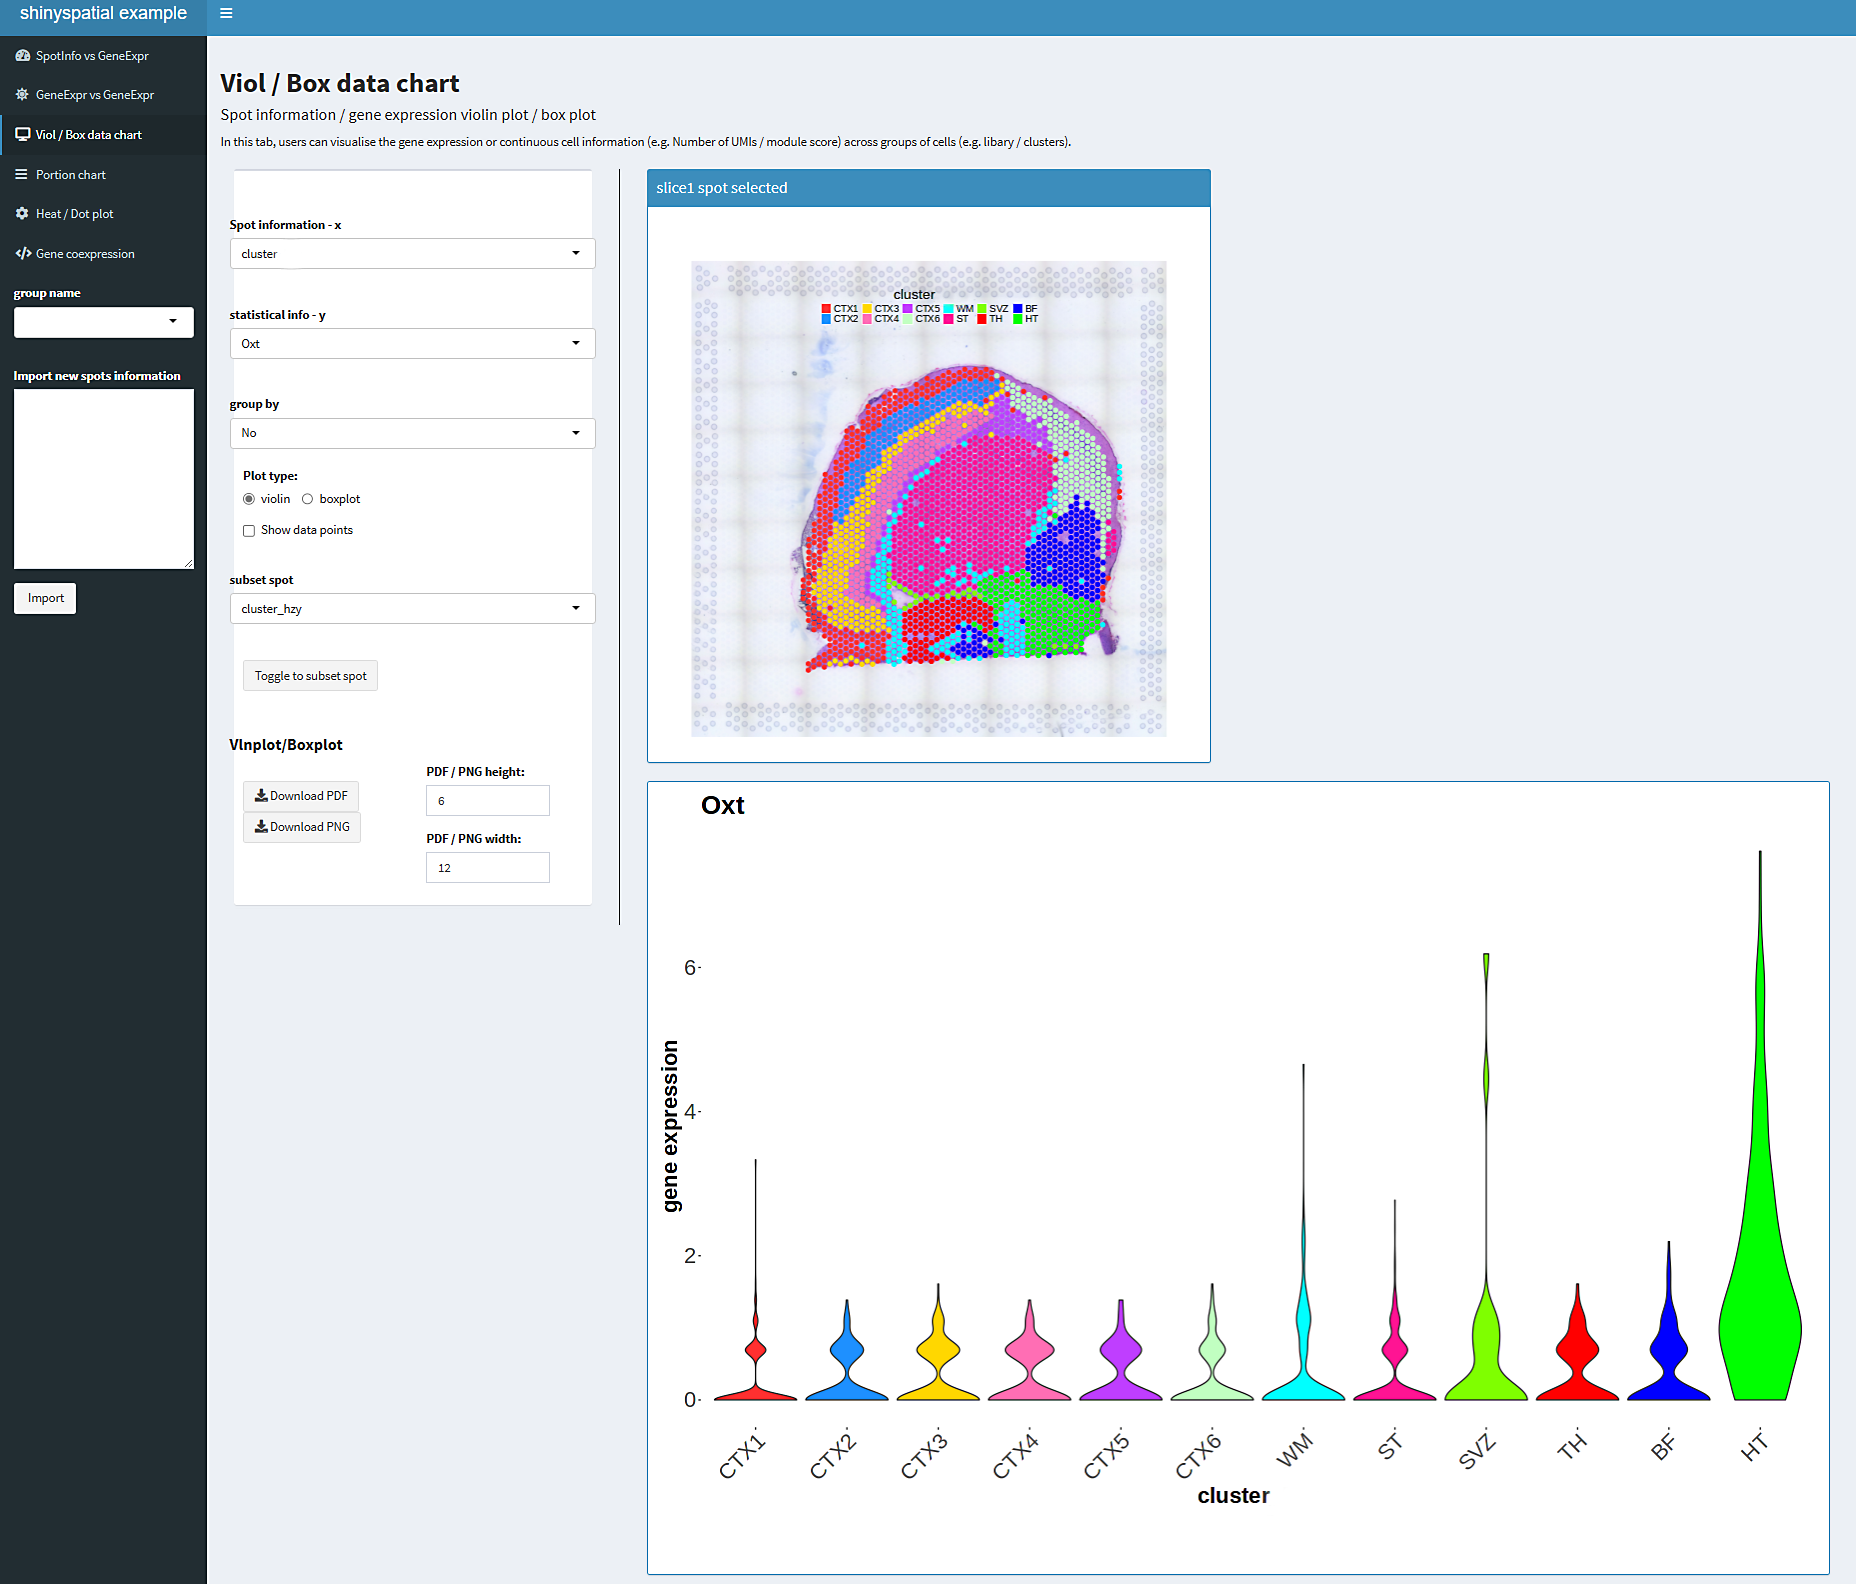 shinyspatial example
SpotInfo vs GeneExpr
GeneExpr vs GeneExpr
Viol / Box data chart
Portion chart
Heat / Dot plot
Gene coexpression
group name
Import new spots information
Import
Viol / Box data chart
Spot information / gene expression violin plot / box plot
In this tab, users can visualise the gene expression or continuous cell information (e.g. Number of UMIs / module score) across groups of cells (e.g. libary / clusters).
Spot information - x
cluster
statistical info - y
Oxt
group by
No
Plot type:
violin boxplot
Show data points
subset spot
cluster_hzy
Toggle to subset spot
Vlnplot/Boxplot
Download PDF
Download PNG
PDF / PNG height:
6
PDF / PNG width:
12
slice1 spot selected
cluster
CTX1 CTX3 CTX5 WM SVZ BF
CTX2 CTX4 CTX6 ST TH HT
Oxt
gene expression
6
4
2
0
CTX1 CTX2 CTX3 CTX4 CTX5 CTX6 WM ST SVZ TH BF HT
cluster